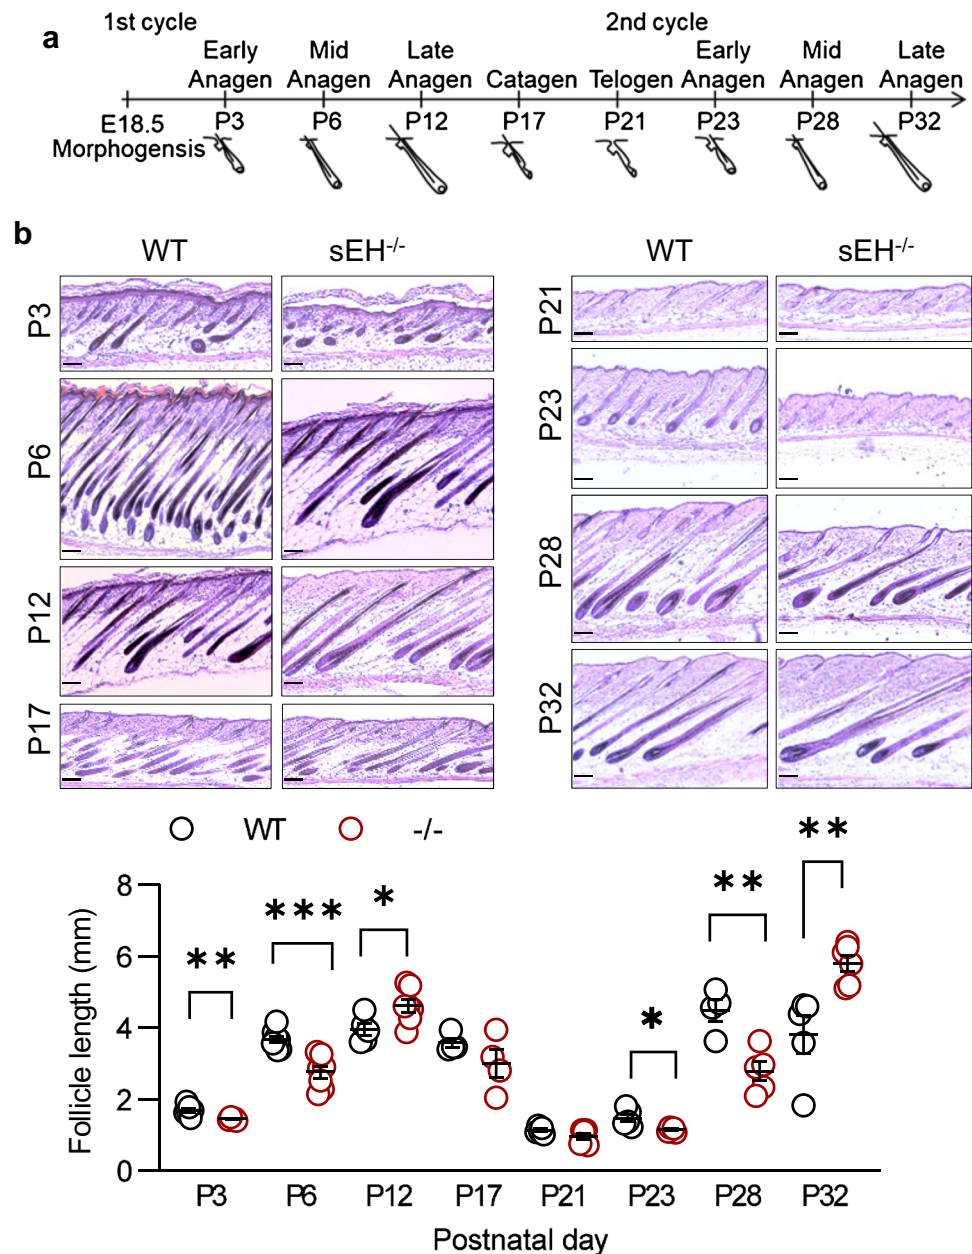 a
1st cycle
2nd cycle
Early Anagen
Mid Anagen
Late Anagen
Catagen
Telogen
Early Anagen
Mid Anagen
Late Anagen
E18.5
Morphogensis
P3
P6
P12
P17
P21
P23
P28
P32
b
WT
sEH-/-
WT
sEH-/-
P3
P6
P12
P17
P21
P23
P28
P32
WT
-/-
Follicle length (mm)
8
6
4
2
0
**
***
*
*
**
**
P3 P6 P12 P17 P21 P23 P28 P32
Postnatal day